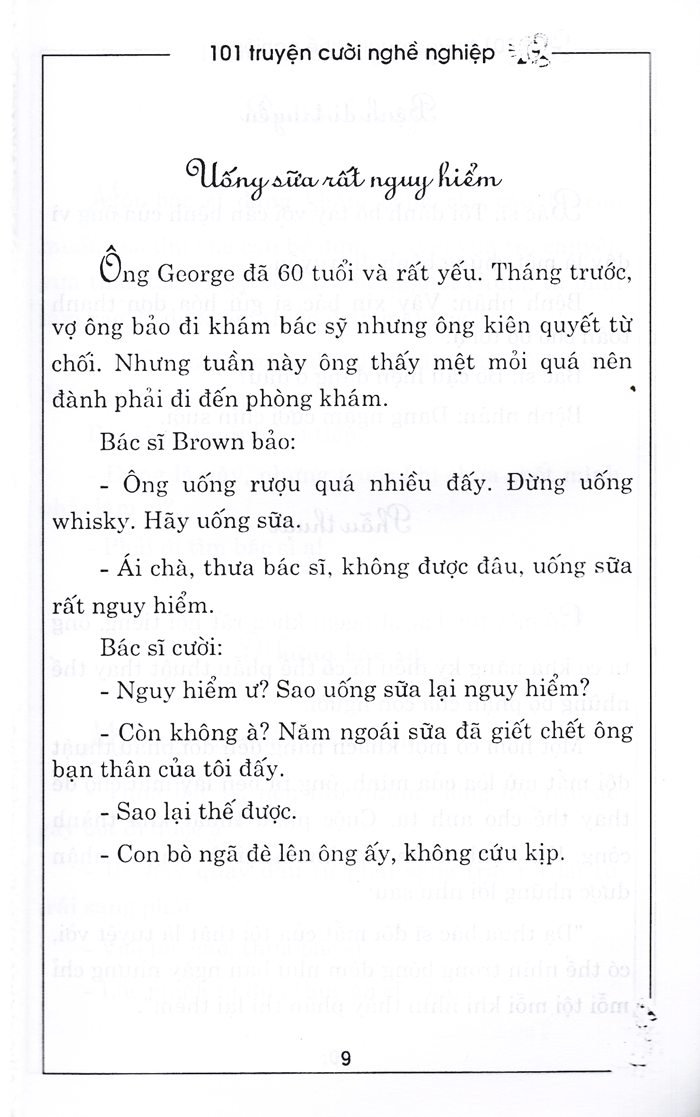 101 truyện cười nghề nghiệp
Uống sữa rất nguy hiểm
Ông George đã 60 tuổi và rất yếu. Tháng trước,
vợ ông bảo đi khám bác sỹ nhưng ông kiên quyết từ
chối. Nhưng tuần này ông thấy mệt mỏi quá nên
đành phải đi đến phòng khám.
Bác sĩ Brown bảo:
- Ông uống rượu quá nhiều đấy. Đừng uống
whisky. Hãy uống sữa.
- Ái chà, thưa bác sĩ, không được đâu, uống sữa
rất nguy hiểm.
Bác sĩ cười:
- Nguy hiểm ư? Sao uống sữa lại nguy hiểm?
- Còn không à? Năm ngoái sữa đã giết chết ông
bạn thân của tôi đấy.
- Sao lại thế được.
- Con bò ngã đè lên ông ấy, không cứu kịp.
9